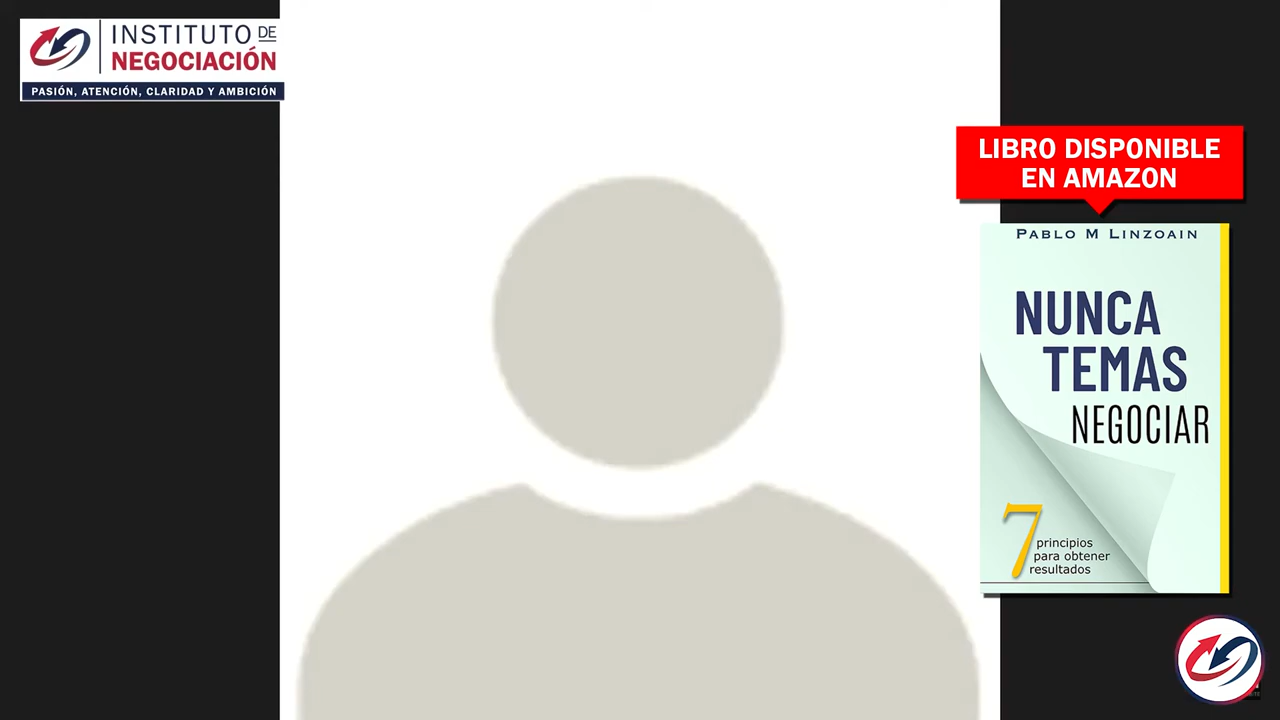 INSTITUTO DE
NEGOCIACIÓN
PASIÓN, ATENCIÓN, CLARIDAD Y AMBICIÓN
LIBRO DISPONIBLE
EN AMAZON
PABLO M LINZOAIN
NUNCA
TEMAS
NEGOCIAR
7
principios
para obtener
resultados